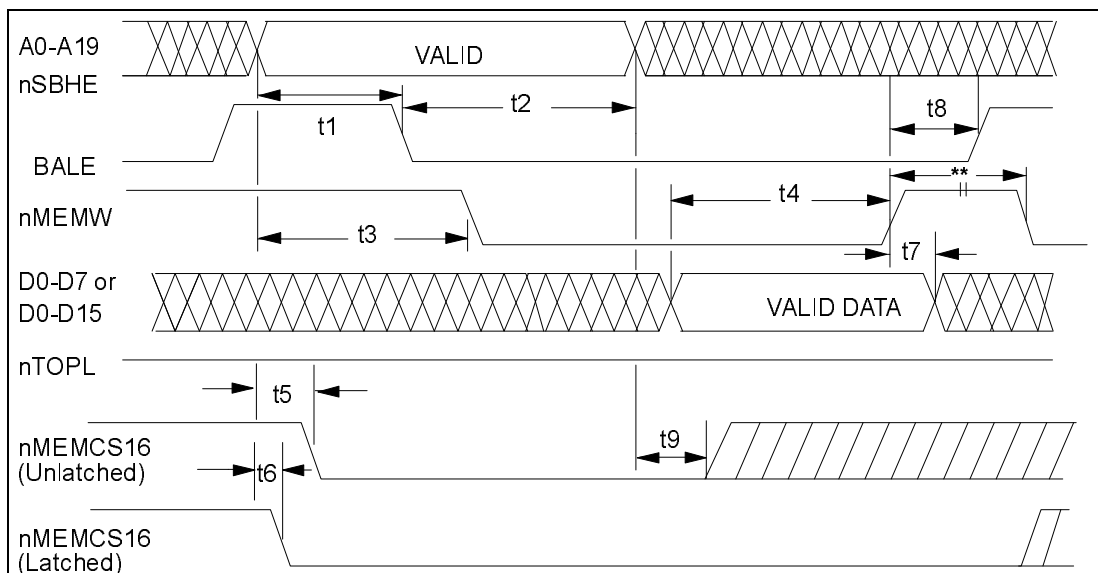 A0-A19
VALID
nSBHE
t1
t2
t8
BALE
**
nMEMW
t4
t3
t7
D0-D7 or
D0-D15
VALID DATA
nTOPL
t5
nMEMCS16
(Unlatched)
t9
t6
nMEMCS16
(Latched)